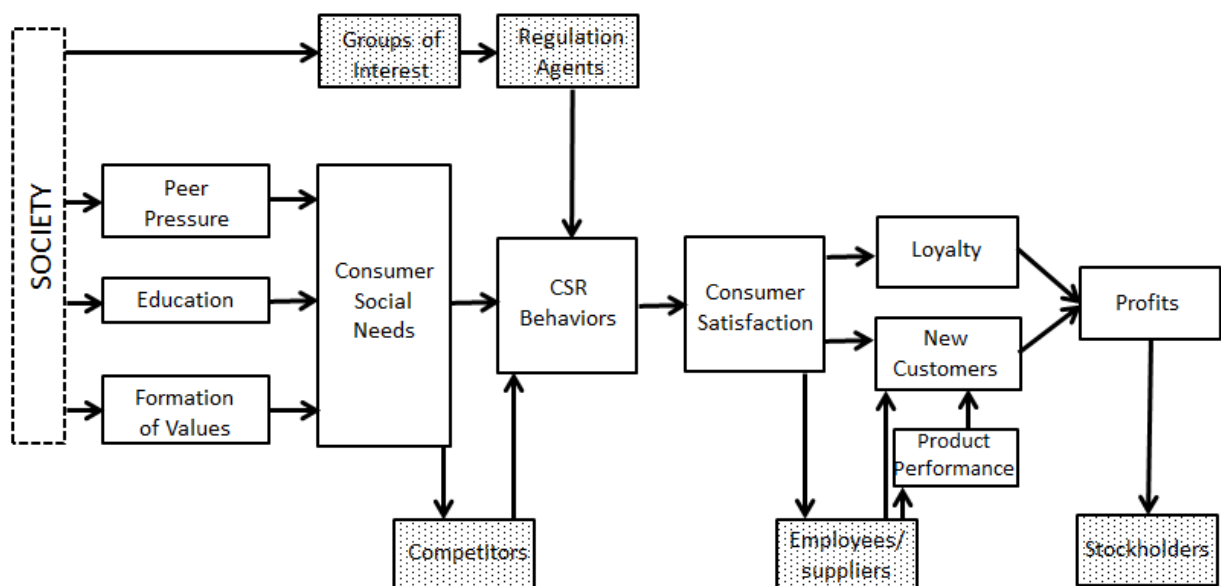 Groups of
Interest
Regulation
Agents
SOCIETY
Peer
Pressure
Education
Formation
of Values
Consumer
Social
Needs
CSR
Behaviors
Consumer
Satisfaction
Loyalty
New
Customers
Profits
Product
Performance
Competitors
Employees/
suppliers
Stockholders